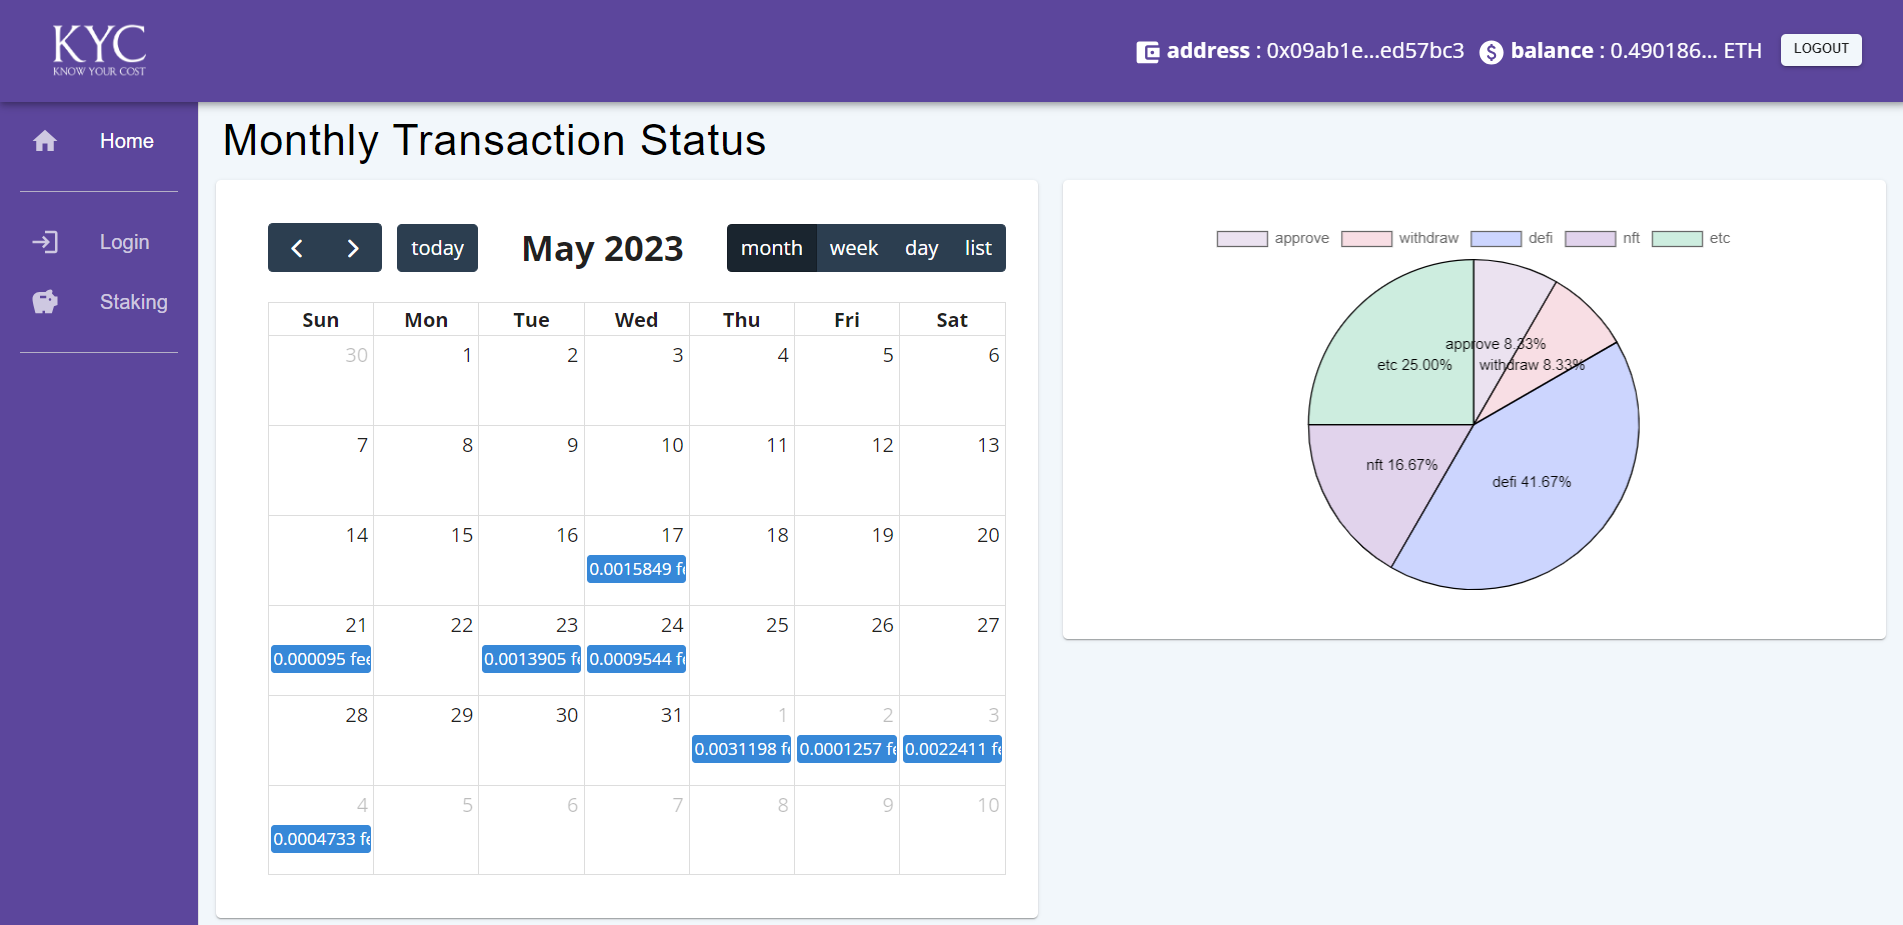 KYC
KNOW YOUR COST
address : 0x09ab1e...ed57bc3 balance : 0.490186... ETH LOGOUT
Home
Login
Staking
Monthly Transaction Status
today May 2023 month week day list
Sun Mon Tue Wed Thu Fri Sat
30 1 2 3 4 5 6
7 8 9 10 11 12 13
14 15 16 17 18 19 20
0.0015849 f
21 22 23 24 25 26 27
0.000095 fee 0.0013905 f 0.0009544 f
28 29 30 31 1 2 3
0.0031198 f 0.0001257 fe 0.0022411 fe
4 5 6 7 8 9 10
0.0004733 fe
approve withdraw defi nft etc
approve 8.33%
etc 25.00% withdraw 8.33%
nft 16.67%
defi 41.67%